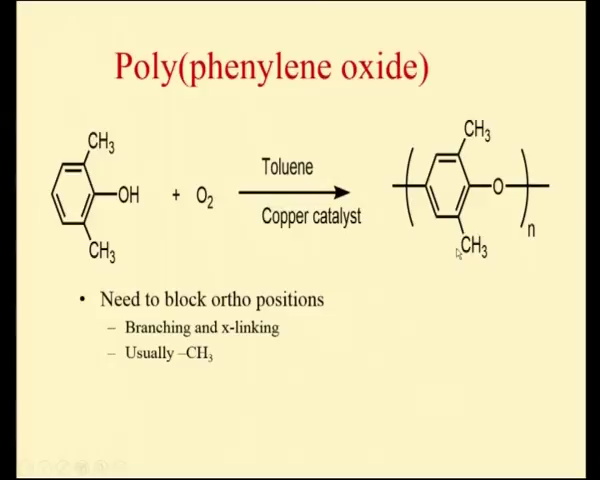 Poly(phenylene oxide)
CH3
OH
CH3
+ O2
Toluene
Copper catalyst
CH3
O
n
CH3
• Need to block ortho positions
– Branching and x-linking
– Usually –CH3